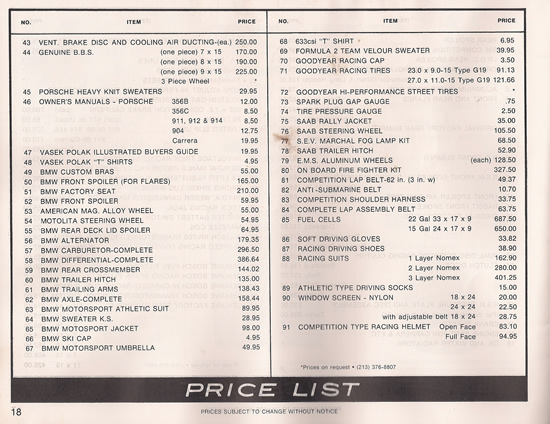 NO. ITEM PRICE
43 VENT. BRAKE DISC AND COOLING AIR DUCTING-(ea.) 250.00
44 GENUINE B.B.S. (one piece) 7 x 15 170.00
(one piece) 8 x 15 190.00
(one piece) 9 x 15 225.00
3 Piece Wheel *
45 PORSCHE HEAVY KNIT SWEATERS 29.95
46 OWNERS MANUALS - PORSCHE 356B 12.00
356C 8.50
911, 912 & 914 8.50
904 12.75
Carrera 19.95
47 VASEK POLAK ILLUSTRATED BUYERS GUIDE 19.95
48 VASEK POLAK "T" SHIRTS 4.95
49 BMW CUSTOM BRAS 55.00
50 BMW FRONT SPOILER (FOR FLARES) 165.00
51 BMW FACTORY SEAT 210.00
52 BMW FRONT SPOILER 59.95
53 AMERICAN MAG. ALLOY WHEEL 55.00
54 MOTOLITA STEERING WHEEL 54.95
55 BMW REAR DECK LID SPOILER 64.95
56 BMW ALTERNATOR 179.35
57 BMW CARBURETOR-COMPLETE 296.50
58 BMW DIFFERENTIAL-COMPLETE 386.64
59 BMW REAR CROSSMEMBER 144.02
60 BMW TRAILER HITCH 135.00
61 BMW TRAILING ARMS 138.43
62 BMW AXLE-COMPLETE 158.44
63 BMW MOTORSPORT ATHLETIC SUIT 89.95
64 BMW SWEATER K.S. 28.95
65 BMW MOTOSPORT JACKET 98.00
66 BMW SKI CAP 4.95
67 BMW MOTORSPORT UMBRELLA 49.95
NO. ITEM PRICE
68 633csi "T" SHIRT 6.95
69 FORMULA 2 TEAM VELOUR SWEATER 39.95
70 GOODYEAR RACING CAP 3.50
71 GOODYEAR RACING TIRES 23.0 x 9.0-15 Type G19 91.13
27.0 x 11.0-15 Type G19 121.66
72 GOODYEAR HI-PERFORMANCE STREET TIRES *
73 SPARK PLUG GAP GAUGE .75
74 TIRE PRESSURE GAUGE 2.50
75 SAAB RALLY JACKET 35.00
76 SAAB STEERING WHEEL 105.50
77 S.E.V. MARCHAL FOG LAMP KIT 68.50
78 SAAB TRAILER HITCH 52.90
79 E.M.S. ALUMINUM WHEELS (each) 128.50
80 ON BOARD FIRE FIGHTER KIT 327.50
81 COMPETITION LAP BELT-62 in. (3 in. w) 49.37
82 ANTI-SUBMARINE BELT 10.70
83 COMPETITION SHOULDER HARNESS 33.75
84 COMPLETE LAP ASSEMBLY BELT 63.75
85 FUEL CELLS 22 Gal 33 x 17 x 9 687.50
15 Gal 24 x 17 x 9 650.00
86 SOFT DRIVING GLOVES 33.82
87 RACING DRIVING SHOES 38.90
88 RACING SUITS 1 Layer Nomex 162.90
2 Layer Nomex 280.00
3 Layer Nomex 401.25
89 ATHLETIC TYPE DRIVING SOCKS 15.00
90 WINDOW SCREEN - NYLON 18 x 24 20.00
24 x 24 22.50
with adjustable belt 18 x 24 28.75
91 COMPETITION TYPE RACING HELMET Open Face 83.10
Full Face 94.95
*Prices on request • (213) 376-8807
PRICE LIST
18
PRICES SUBJECT TO CHANGE WITHOUT NOTICE